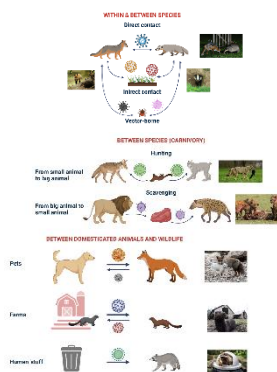 WITHIN & BETWEEN SPECIES
Direct contact
Indirect contact
Vector-borne
BETWEEN SPECIES (CARNIVORY)
Hunting
From small animal
to big animal
Scavenging
From big animal to
small animal
BETWEEN DOMESTICATED ANIMALS AND WILDLIFE
Pets
Farms
Human stuff